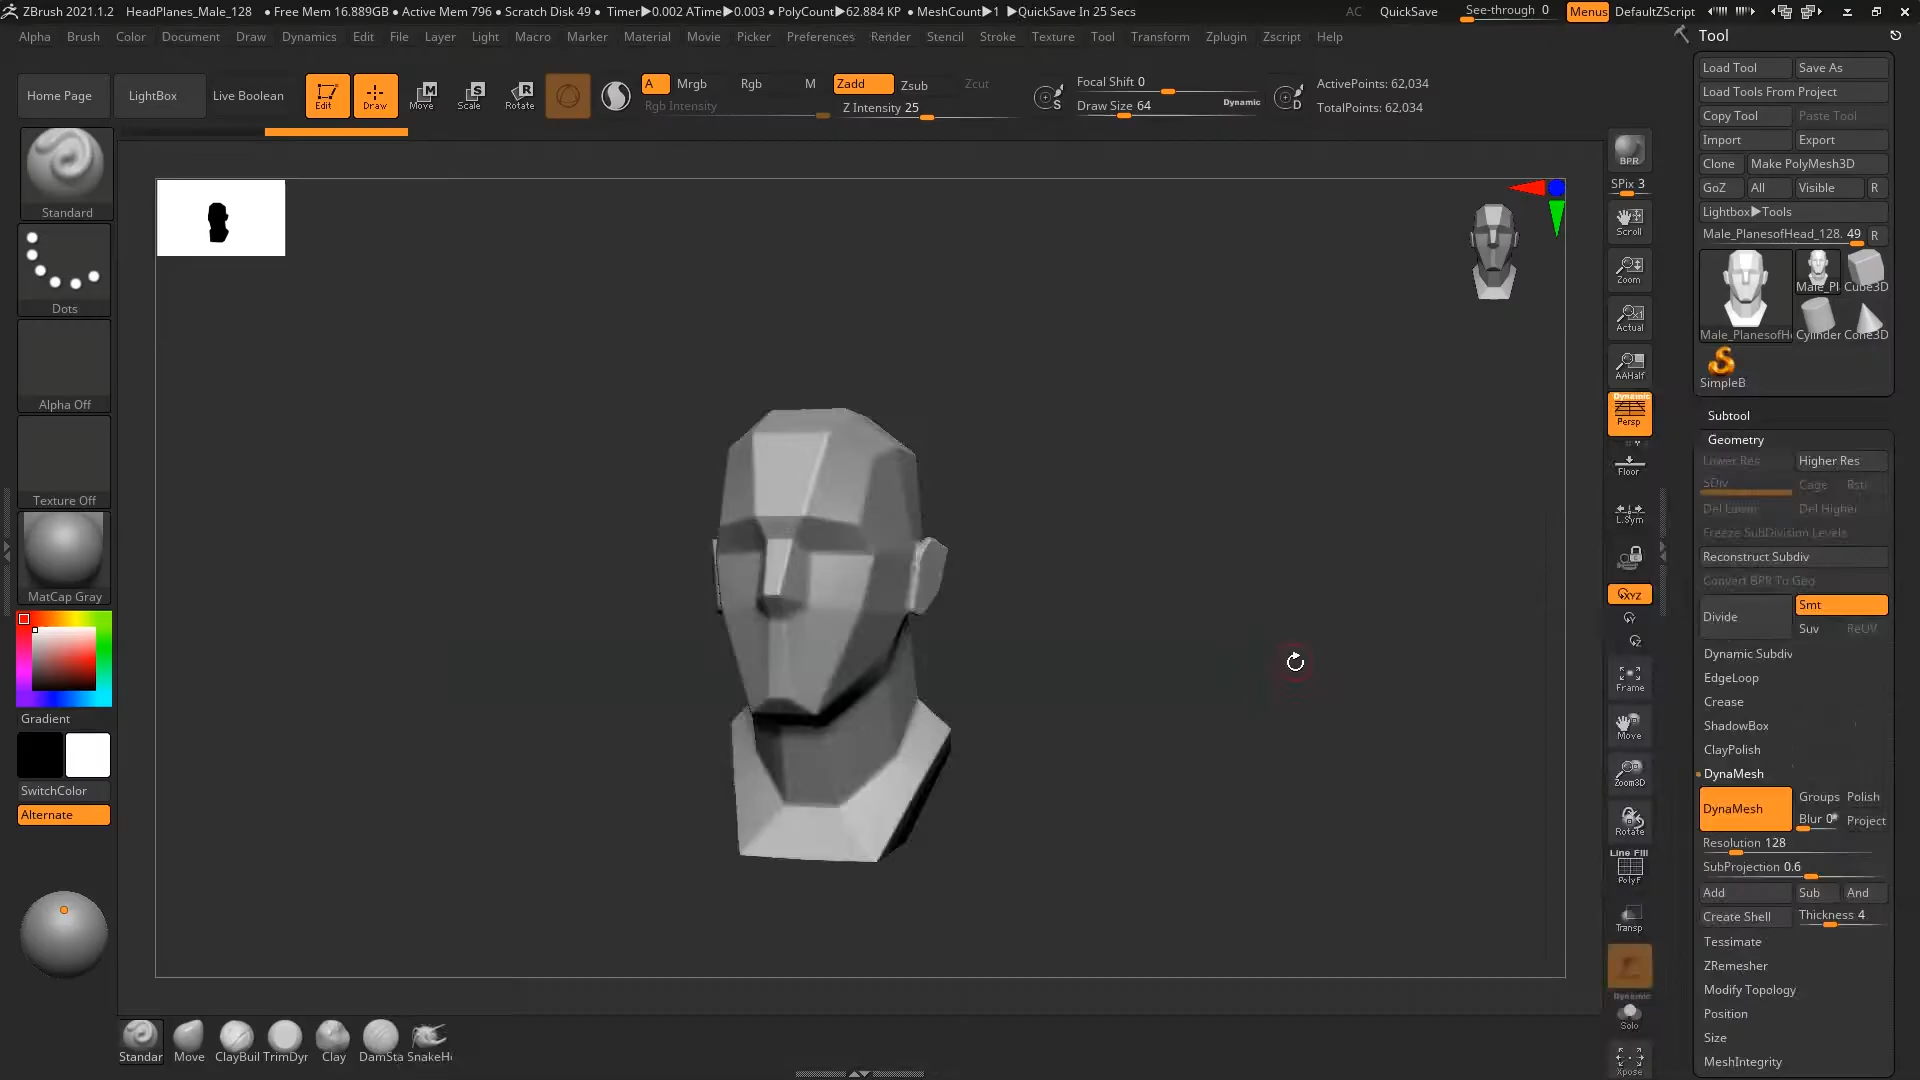 ZBrush 2021.1.2 HeadPlanes_Male_128 • Free Mem 16.889GB • Active Mem 796 • Scratch Disk 49 • Timer▶0.002 ATime▶0.003 • PolyCount▶62.884 KP • MeshCount▶1 ▶QuickSave In 25 Secs AC QuickSave See-through 0 Menus DefaultZScript
Alpha Brush Color Document Draw Dynamics Edit File Layer Light Macro Marker Material Movie Picker Preferences Render Stencil Stroke Texture Tool Transform Zplugin Zscript Help
Home Page LightBox Live Boolean Edit Draw Move Scale Rotate
A Mrgb Rgb M Zadd Zsub Zcut
Rgb Intensity Z Intensity 25
Focal Shift 0
Draw Size 64 Dynamic
ActivePoints: 62,034
TotalPoints: 62,034
Standard
Dots
Alpha Off
Texture Off
MatCap Gray
Gradient
SwitchColor
Alternate
Standar Move ClayBuil TrimDyr Clay DamSta SnakeH
BPR
SPix 3
Scroll
Zoom
Actual
AAHalf
Dynamic
Persp
Floor
L.Sym
XYZ
Frame
Move
Zoom3D
Rotate
Line Fill
PolyF
Transp
Dynamic
Solo
Xpose
Tool
Load Tool Save As
Load Tools From Project
Copy Tool Paste Tool
Import Export
Clone Make PolyMesh3D
GoZ All Visible R
Lightbox▶Tools
Male_PlanesofHead_128. 49 R
Male_Pl Cube3D
Male_PlanesofH Cylinder Cone3D
SimpleB
Subtool
Geometry
Lower Res Higher Res
SDiv Cage Rstr
Del Lower Del Higher
Freeze SubDivision Levels
Reconstruct Subdiv
Convert BPR To Geo
Divide Smt
Suv ReUV
Dynamic Subdiv
EdgeLoop
Crease
ShadowBox
ClayPolish
DynaMesh
DynaMesh Groups Polish
Blur 0 Project
Resolution 128
SubProjection 0.6
Add Sub And
Create Shell Thickness 4
Tessimate
ZRemesher
Modify Topology
Position
Size
MeshIntegrity